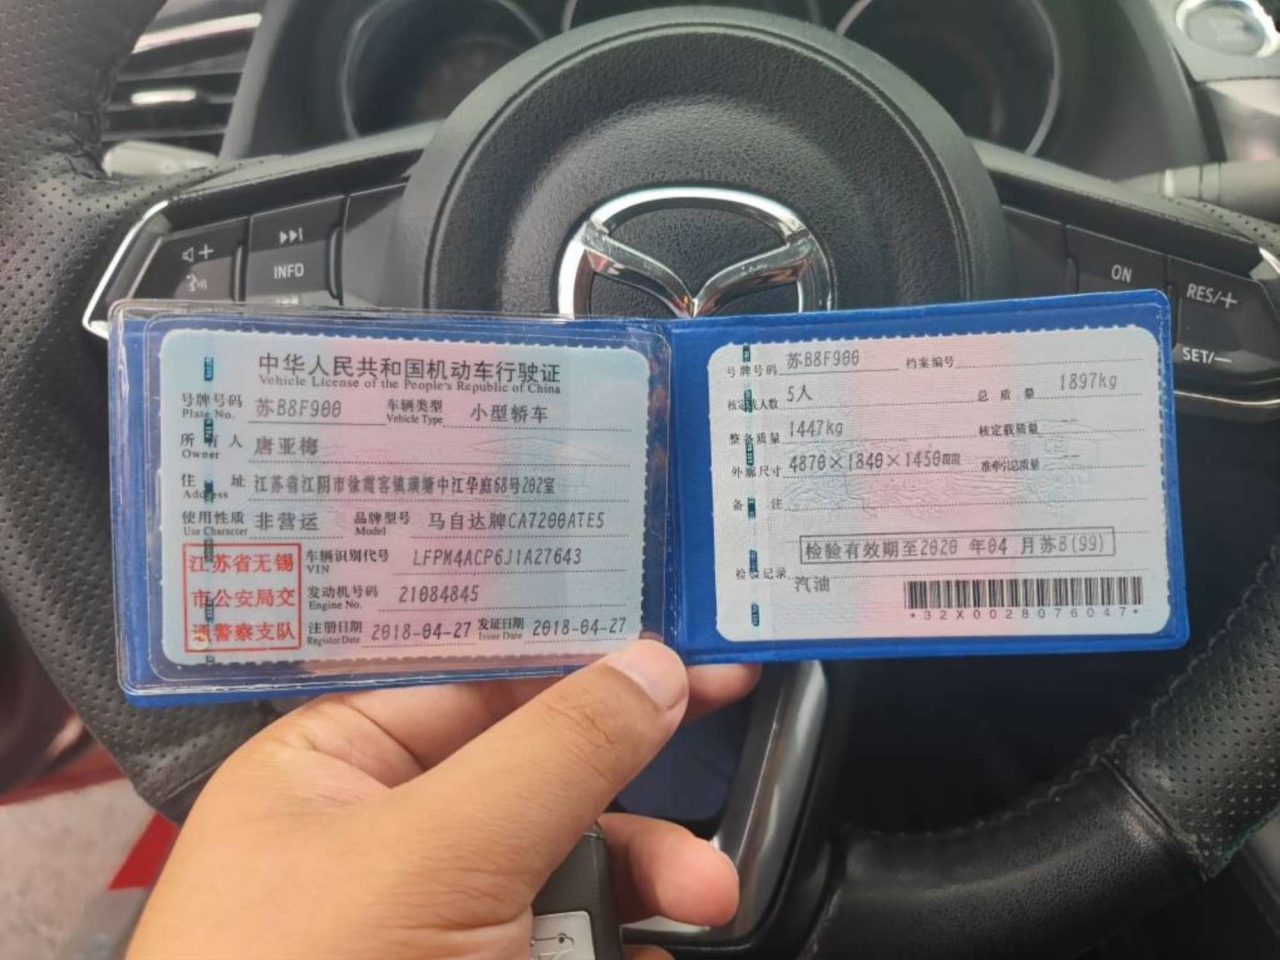 中华人民共和国机动车行驶证
Vehicle License of the People's Republic of China
号牌号码 苏B8F900 车辆类型 小型轿车
Plate No. Vehicle Type
所有人 唐亚梅
Owner
住址 江苏省江阴市徐霞客镇璜塘中江华庭68号202室
Address
使用性质 非营运 品牌型号 马自达牌CA7200ATE5
Use Character Model
江苏省无锡
市公安局交
通警察支队
车辆识别代号 LFPM4ACP6J1A27643
VIN
发动机号码 21084845
Engine No.
注册日期 2018-04-27 发证日期 2018-04-27
Register Date Issue Date
号牌号码 苏B8F900 档案编号
核定载人数 5人 总质量 1897kg
整备质量 1447kg 核定载质量 --
外廓尺寸 4870×1840×1450毫米 准牵引总质量 --
备注
检验有效期至2020 年04 月苏B(99)
检验记录
汽油
*32X0028076047*
INFO
ON
RES/+
SET/—